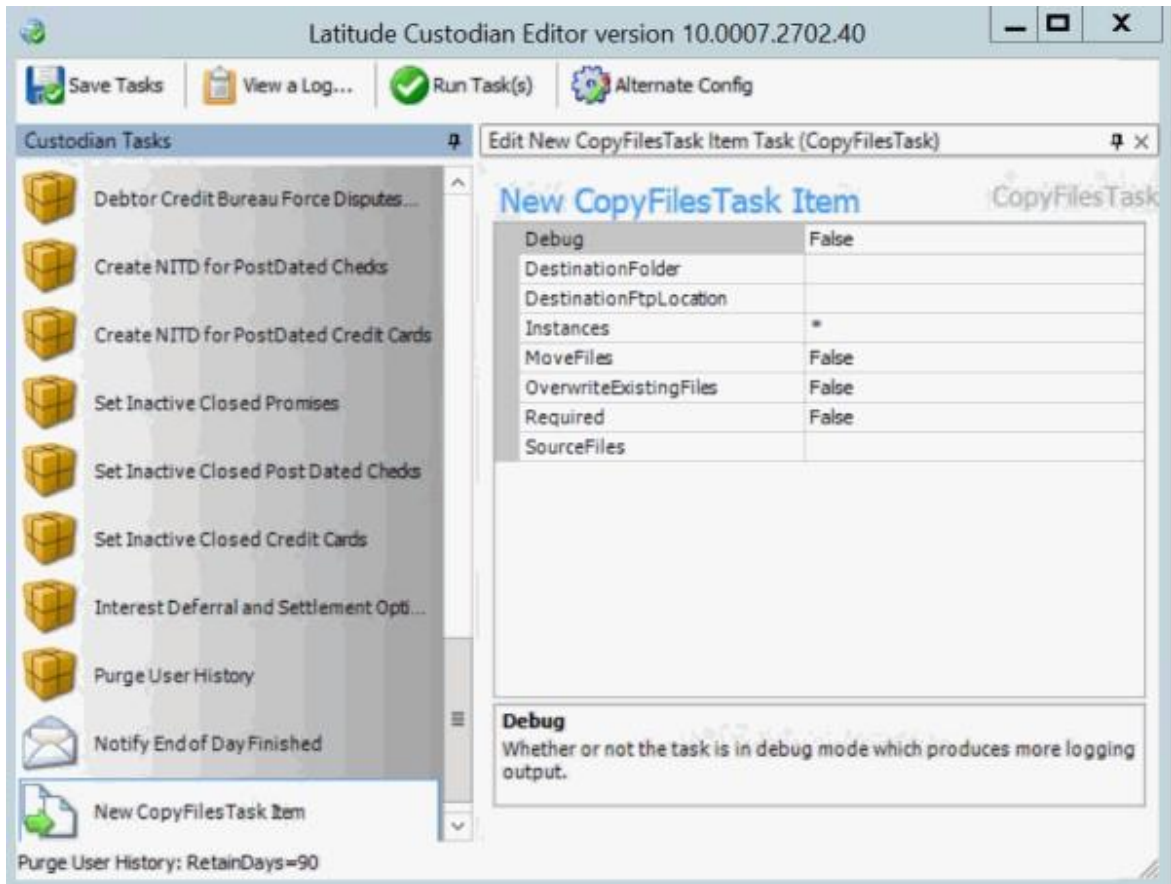 Latitude Custodian Editor version 10.0007.2702.40
Save Tasks View a Log... Run Task(s) Alternate Config
Custodian Tasks
Debtor Credit Bureau Force Disputes...
Create NITD for PostDated Checks
Create NITD for PostDated Credit Cards
Set Inactive Closed Promises
Set Inactive Closed Post Dated Checks
Set Inactive Closed Credit Cards
Interest Deferral and Settlement Opti...
Purge User History
Notify End of Day Finished
New CopyFilesTask Item
Edit New CopyFilesTask Item Task (CopyFilesTask)
New CopyFilesTask Item CopyFilesTask
Debug False
DestinationFolder
DestinationFtpLocation
Instances *
MoveFiles False
OverwriteExistingFiles False
Required False
SourceFiles
Debug
Whether or not the task is in debug mode which produces more logging
output.
Purge User History: RetainDays=90